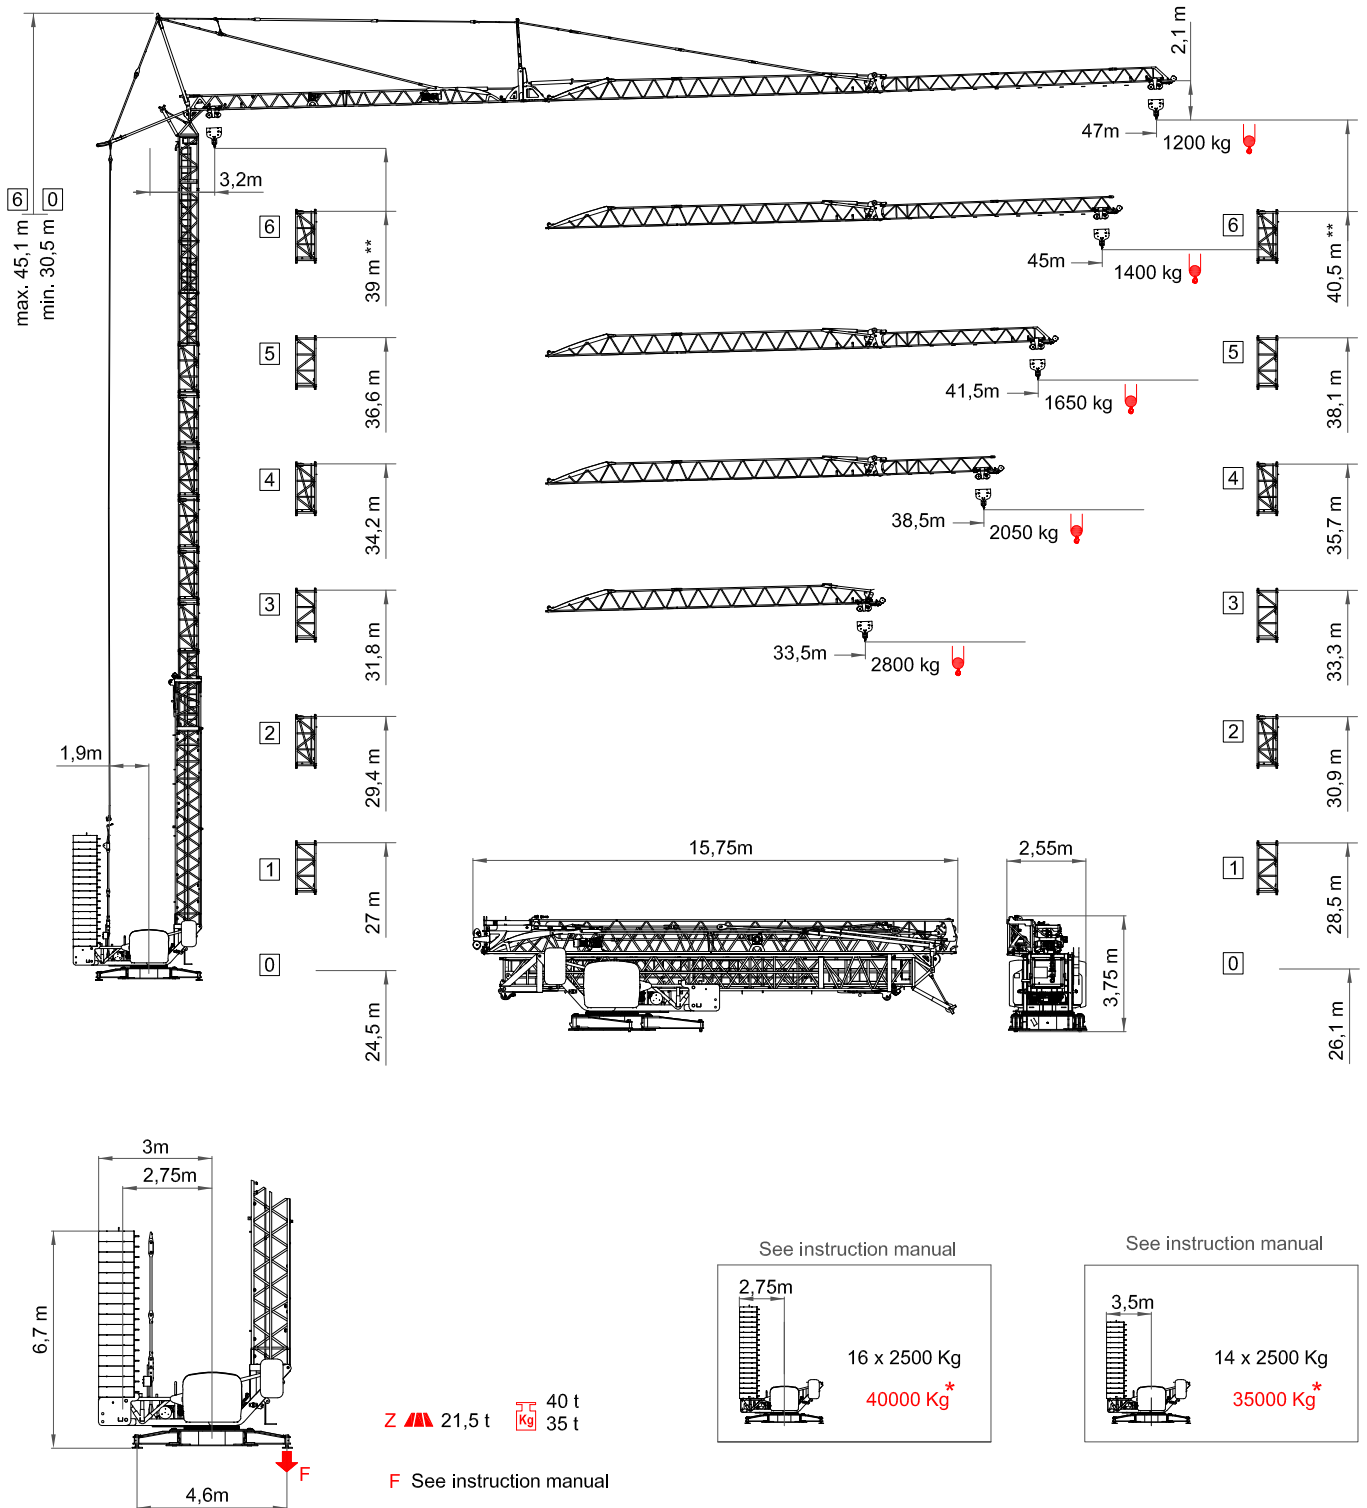 2,1 m
47m
1200 kg
3,2m
6 0
max. 45,1 m
min. 30,5 m
6
39 m **
45m
1400 kg
6
40,5 m **
5
36,6 m
41,5m
1650 kg
5
38,1 m
4
34,2 m
38,5m
2050 kg
4
35,7 m
3
31,8 m
33,5m
2800 kg
3
33,3 m
2
29,4 m
2
30,9 m
1,9m
1
27 m
15,75m
2,55m
1
28,5 m
0
24,5 m
3,75 m
0
26,1 m
3m
2,75m
6,7 m
F
4,6m
Z 21,5 t
Kg
40 t
35 t
F See instruction manual
See instruction manual
2,75m
16 x 2500 Kg
40000 Kg*
See instruction manual
3,5m
14 x 2500 Kg
35000 Kg*